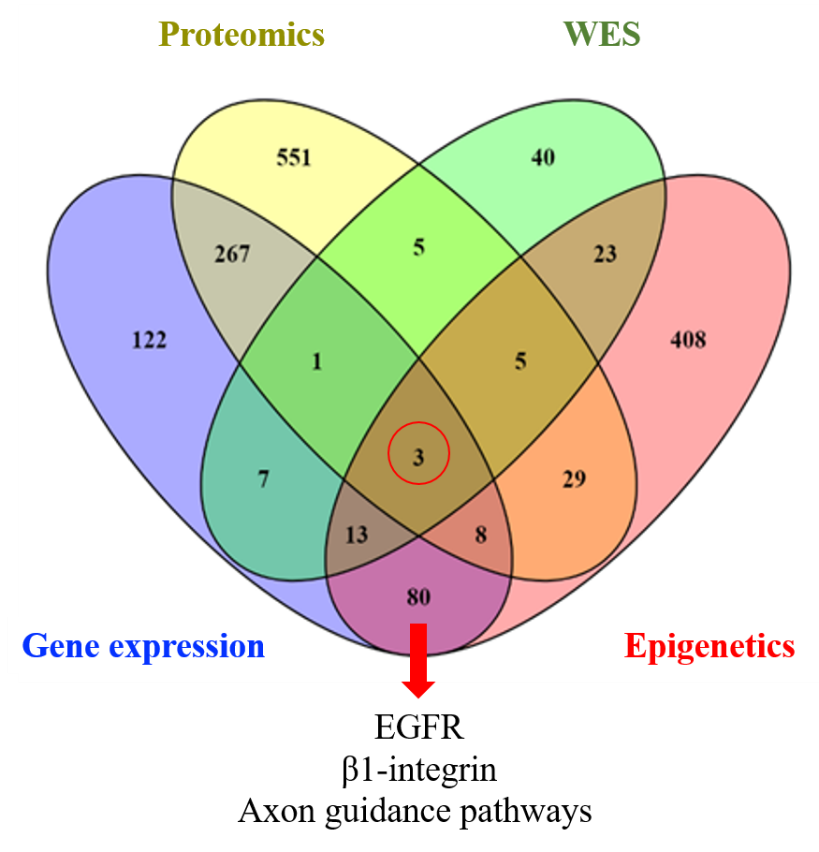 Proteomics WES
551 40
267 5 23
122 1 5 408
3
7 29
13 8
80
Gene expression Epigenetics
EGFR
β1-integrin
Axon guidance pathways